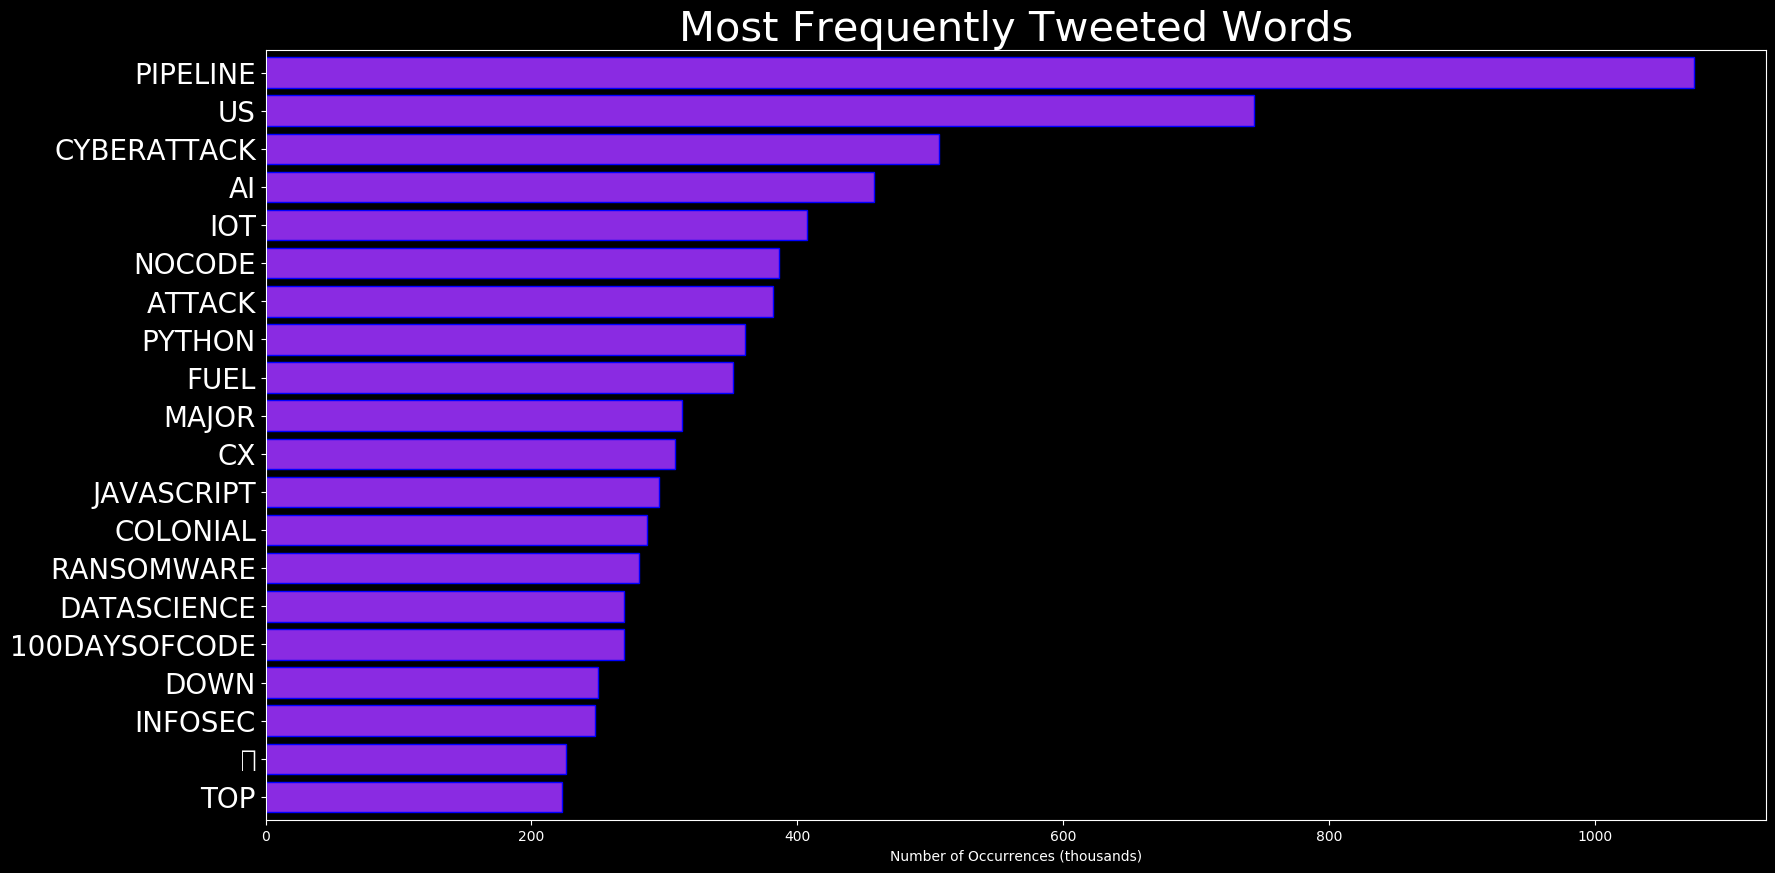 Most Frequently Tweeted Words
PIPELINE
US
CYBERATTACK
AI
IOT
NOCODE
ATTACK
PYTHON
FUEL
MAJOR
CX
JAVASCRIPT
COLONIAL
RANSOMWARE
DATASCIENCE
100DAYSOFCODE
DOWN
INFOSEC
TOP
0 200 400 600 800 1000
Number of Occurrences (thousands)